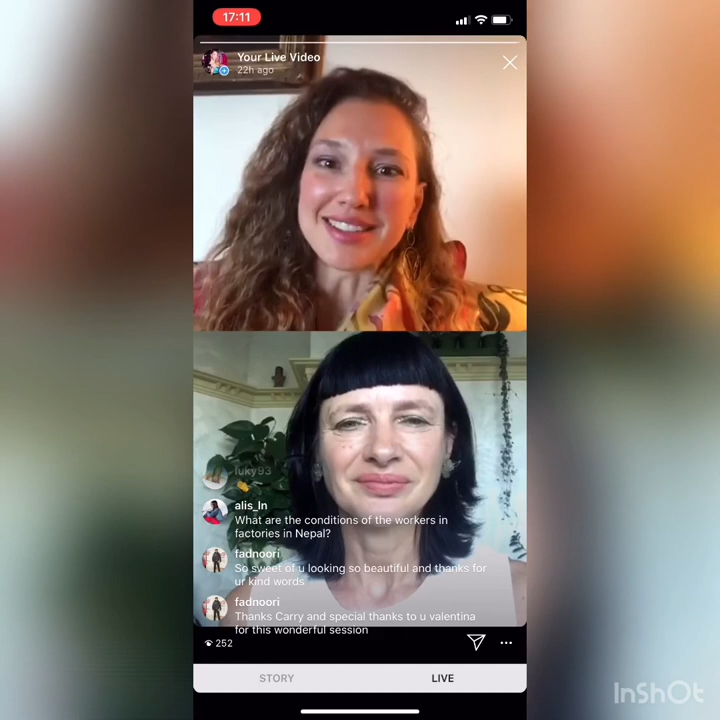 17:11
Your Live Video
22h ago
luky93
alis_ln
What are the conditions of the workers in
factories in Nepal?
fadnoori
So sweet of u looking so beautiful and thanks for
ur kind words
fadnoori
Thanks Carry and special thanks to u valentina
for this wonderful session
252
STORY LIVE
InShOt